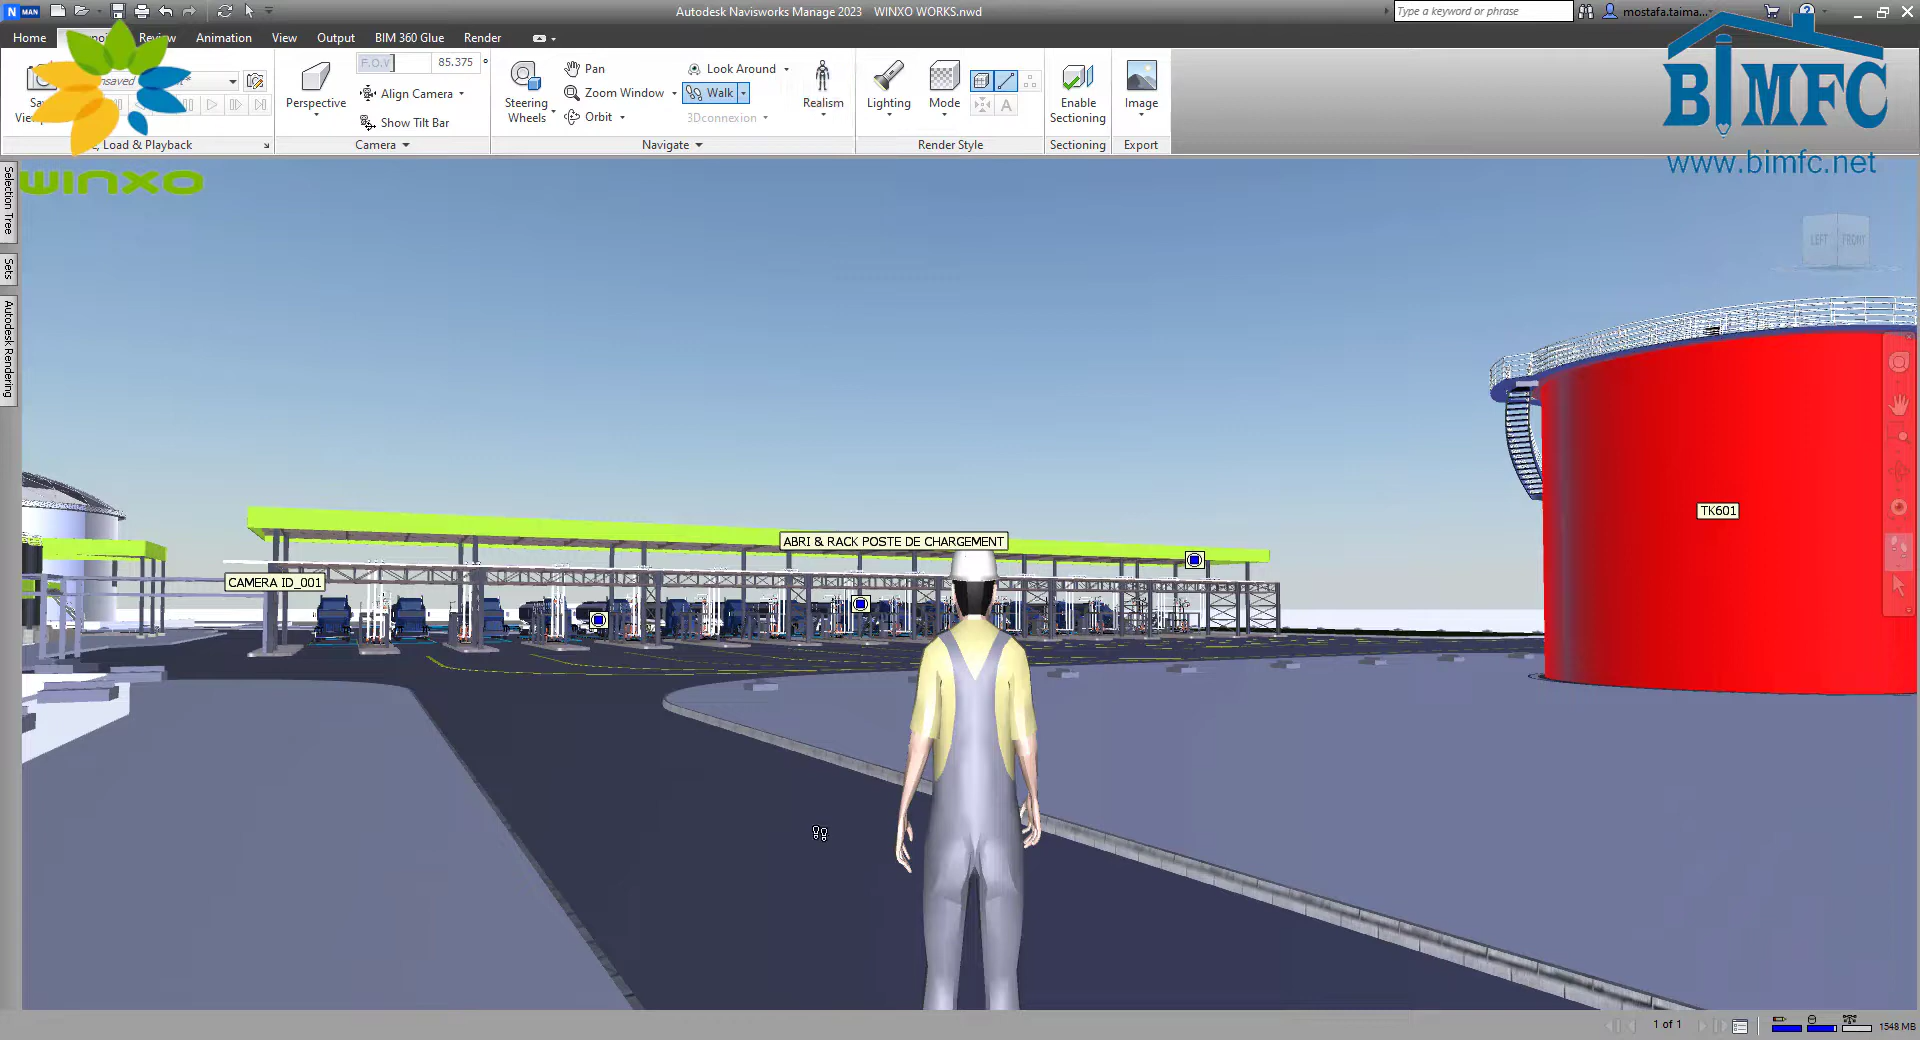 N MAN
Autodesk Navisworks Manage 2023 WINXO WORKS.nwd
Type a keyword or phrase
mostafa.taima...
?
Home
Review
Animation
View
Output
BIM 360 Glue
Render
Perspective
F.O.V
85.375 °
Align Camera
Show Tilt Bar
Camera
Load & Playback
Steering Wheels
Pan
Zoom Window
Orbit
Look Around
Walk
3Dconnexion
Navigate
Realism
Lighting
Mode
A
Render Style
Enable Sectioning
Sectioning
Image
Export
BIMFC
www.bimfc.net
winxo
Selection Tree
Sets
Autodesk Rendering
LEFT
FRONT
TK601
ABRI & RACK POSTE DE CHARGEMENT
CAMERA ID_001
1 of 1
1548 MB